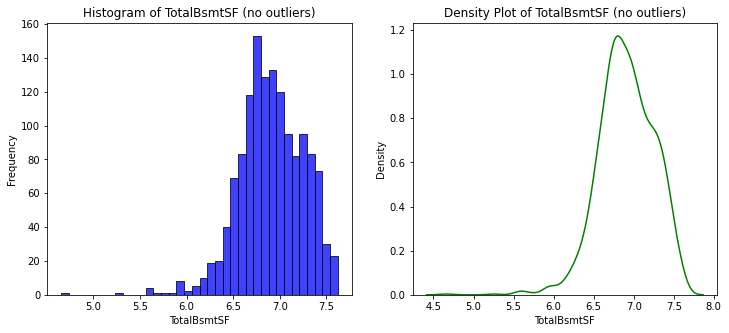 Histogram of TotalBsmtSF (no outliers)
160
140
120
100
80
60
40
20
0
Frequency
5.0 5.5 6.0 6.5 7.0 7.5
TotalBsmtSF
Density Plot of TotalBsmtSF (no outliers)
1.2
1.0
0.8
0.6
0.4
0.2
0.0
Density
4.5 5.0 5.5 6.0 6.5 7.0 7.5 8.0
TotalBsmtSF